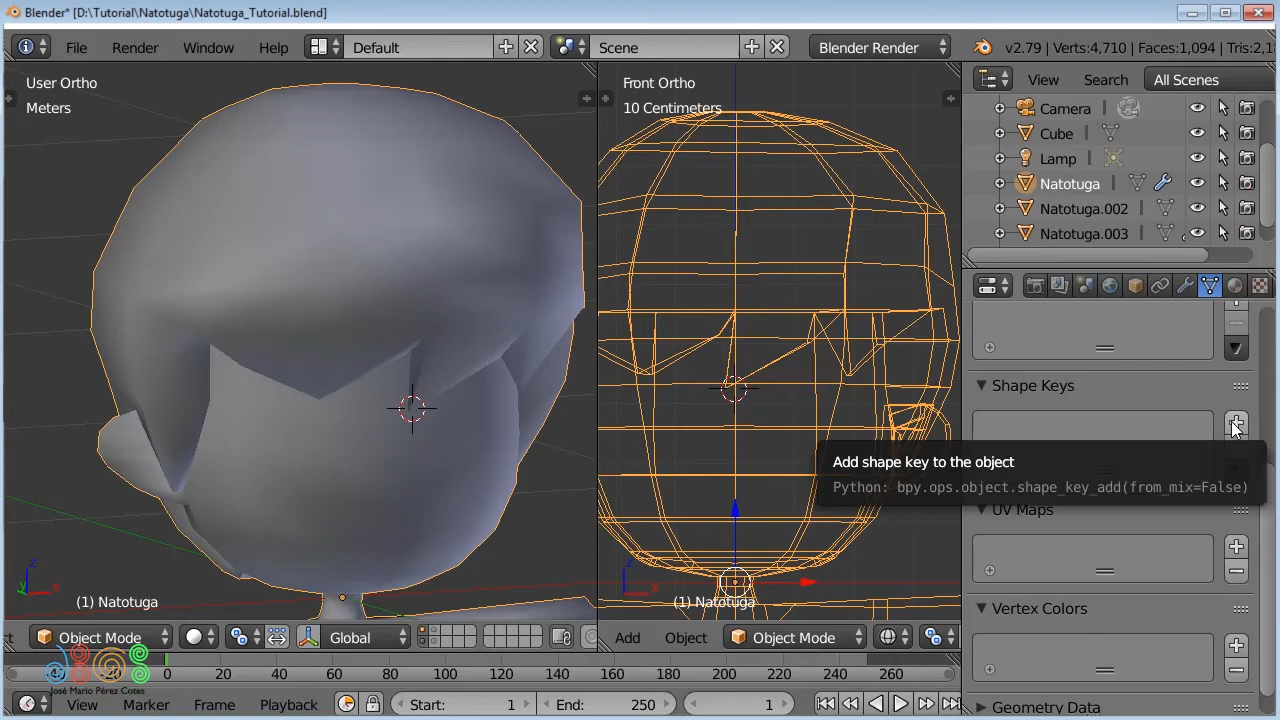 Blender* [D:\Tutorial\Natotuga\Natotuga_Tutorial.blend]
File Render Window Help Default Scene Blender Render v2.79 | Verts:4,710 | Faces:1,094 | Tris:2,1
User Ortho
Meters
Front Ortho
10 Centimeters
View Search All Scenes
Camera
Cube
Lamp
Natotuga
Natotuga.002
Natotuga.003
Shape Keys
Add shape key to the object
Python: bpy.ops.object.shape_key_add(from_mix=False)
UV Maps
Vertex Colors
Geometry Data
(1) Natotuga
(1) Natotuga
Object Mode Global
Add Object Object Mode
0 20 40 60 80 100 120 140 160 180 200 220 240 260
José Mario Pérez Cotes
View Marker Frame Playback Start: 1 End: 250 1